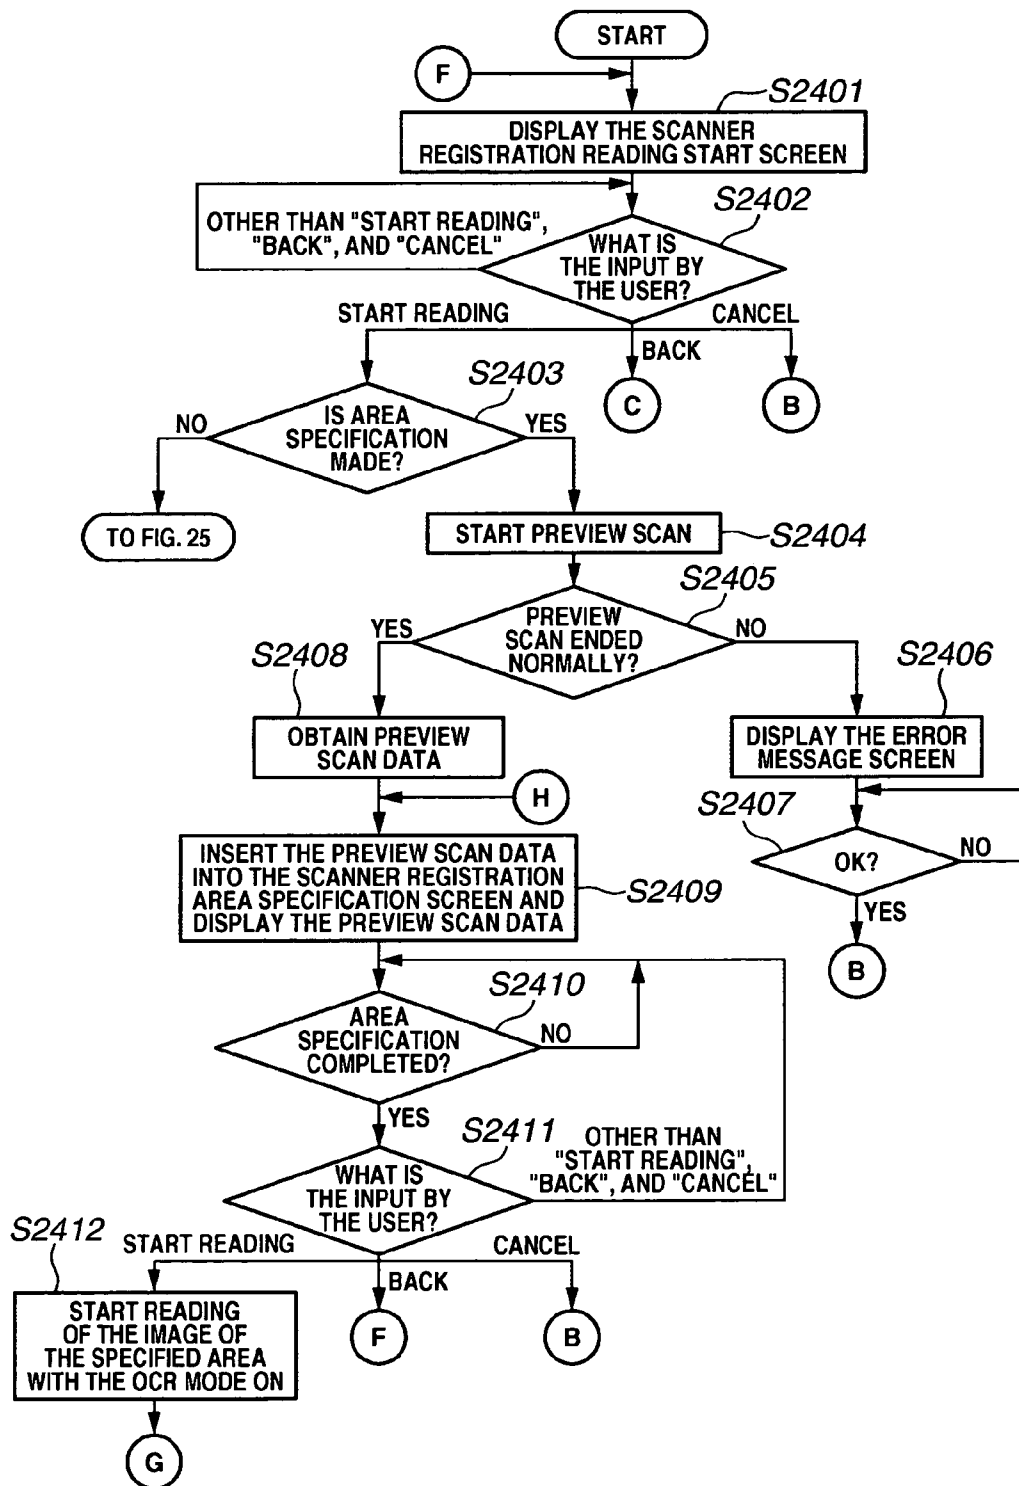 START
F
S2401
DISPLAY THE SCANNER
REGISTRATION READING START SCREEN
S2402
OTHER THAN "START READING",
"BACK", AND "CANCEL"
WHAT IS
THE INPUT BY
THE USER?
START READING
CANCEL
BACK
S2403
C
B
IS AREA
SPECIFICATION
MADE?
NO
YES
TO FIG. 25
START PREVIEW SCAN
S2404
S2405
PREVIEW
SCAN ENDED
NORMALLY?
YES
NO
S2408
S2406
OBTAIN PREVIEW
SCAN DATA
DISPLAY THE ERROR
MESSAGE SCREEN
H
S2407
OK?
NO
YES
B
INSERT THE PREVIEW SCAN DATA
INTO THE SCANNER REGISTRATION
AREA SPECIFICATION SCREEN AND
DISPLAY THE PREVIEW SCAN DATA
S2409
S2410
AREA
SPECIFICATION
COMPLETED?
NO
YES
S2411
OTHER THAN
"START READING",
"BACK", AND "CANCEL"
WHAT IS
THE INPUT BY
THE USER?
S2412
START READING
CANCEL
BACK
START READING
OF THE IMAGE OF
THE SPECIFIED AREA
WITH THE OCR MODE ON
F
B
G